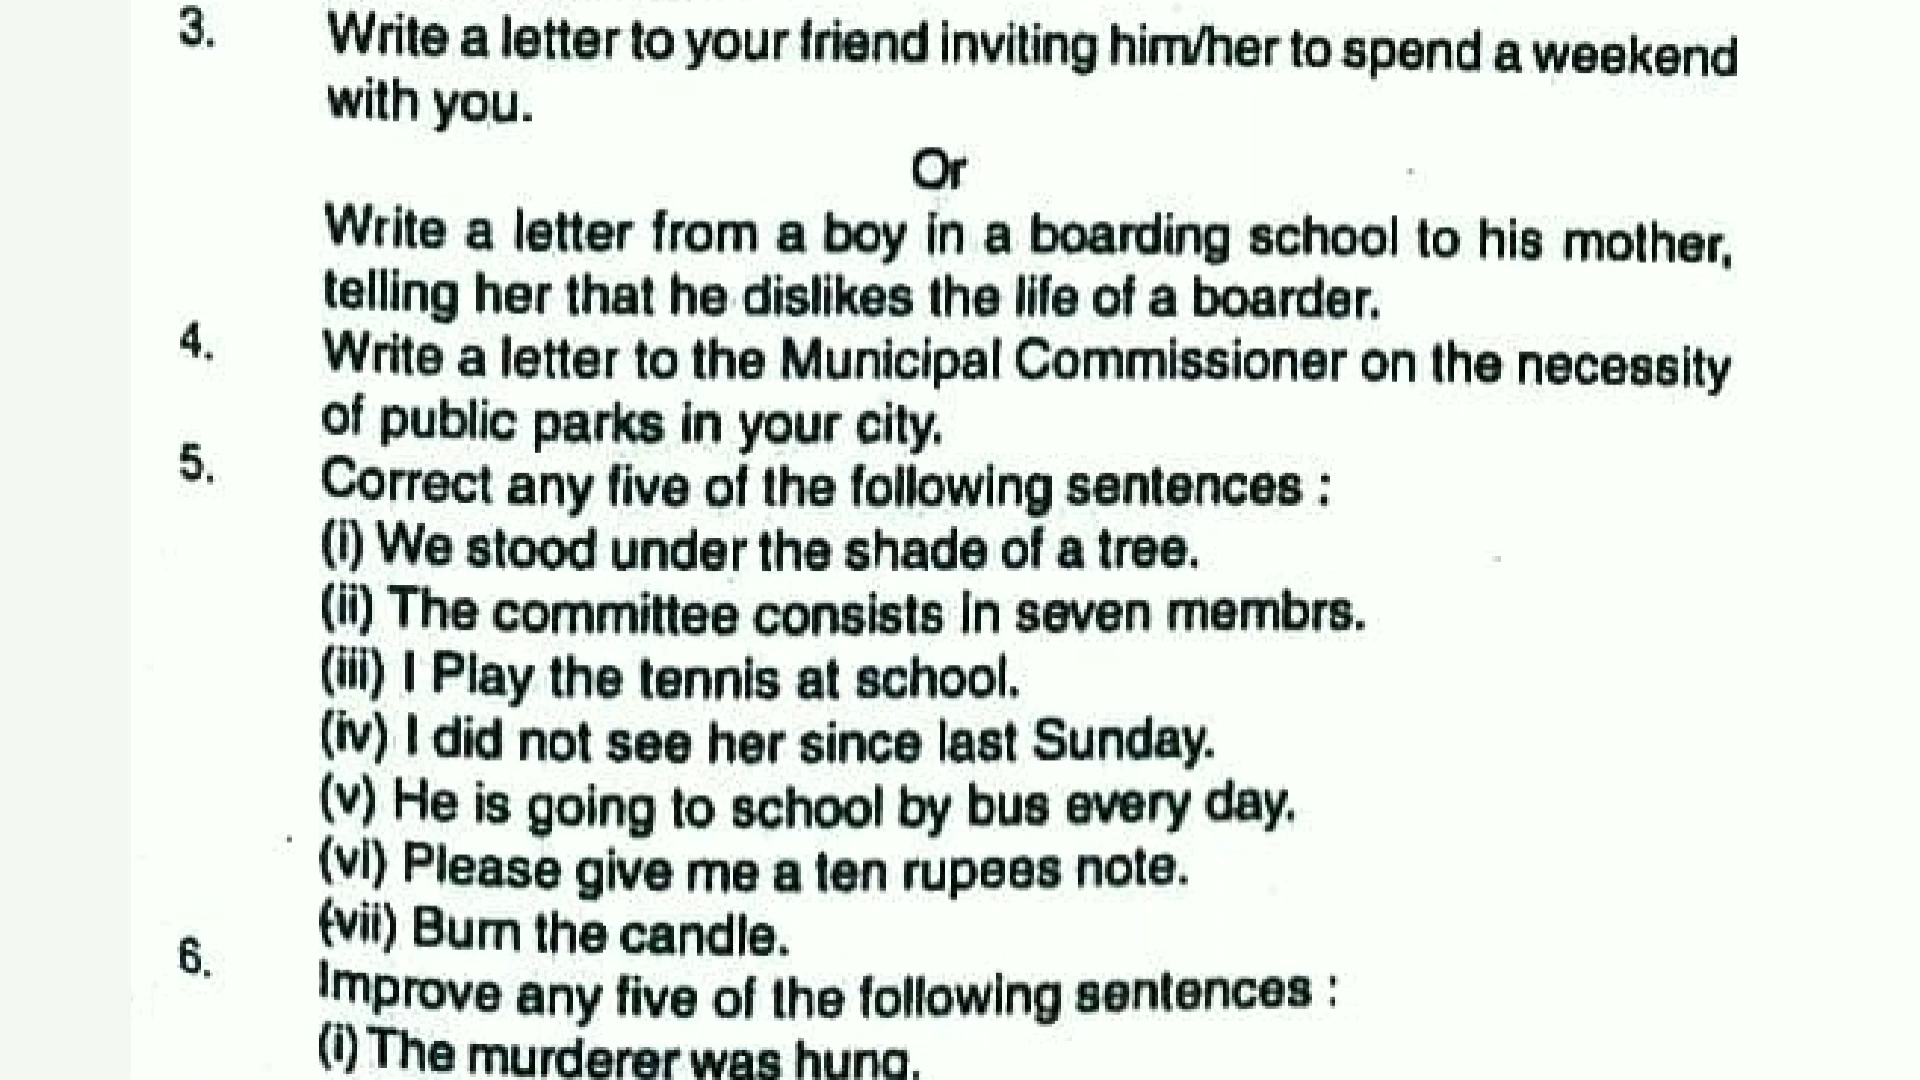 3. Write a letter to your friend inviting him/her to spend a weekend
with you.
Or
Write a letter from a boy in a boarding school to his mother,
telling her that he dislikes the life of a boarder.
4. Write a letter to the Municipal Commissioner on the necessity
of public parks in your city.
5. Correct any five of the following sentences :
(i) We stood under the shade of a tree.
(ii) The committee consists in seven membrs.
(iii) I Play the tennis at school.
(iv) I did not see her since last Sunday.
(v) He is going to school by bus every day.
(vi) Please give me a ten rupees note.
(vii) Burn the candle.
6. Improve any five of the following sentences :
(i) The murderer was hung.